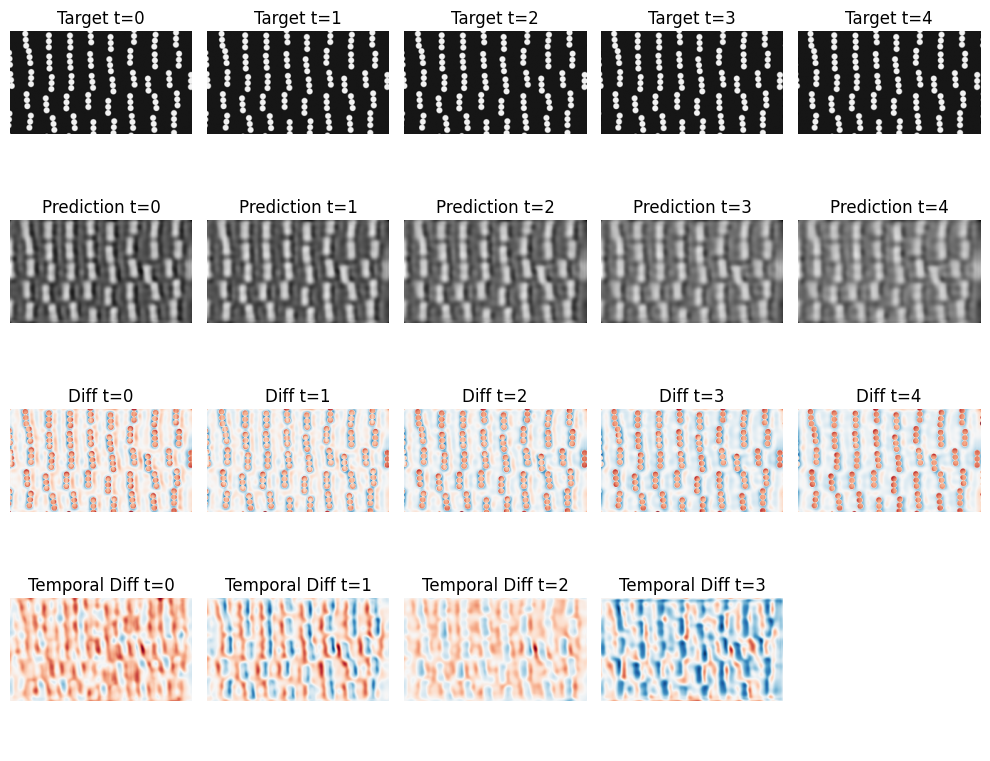 Target t=0 Target t=1 Target t=2 Target t=3 Target t=4
Prediction t=0 Prediction t=1 Prediction t=2 Prediction t=3 Prediction t=4
Diff t=0 Diff t=1 Diff t=2 Diff t=3 Diff t=4
Temporal Diff t=0 Temporal Diff t=1 Temporal Diff t=2 Temporal Diff t=3